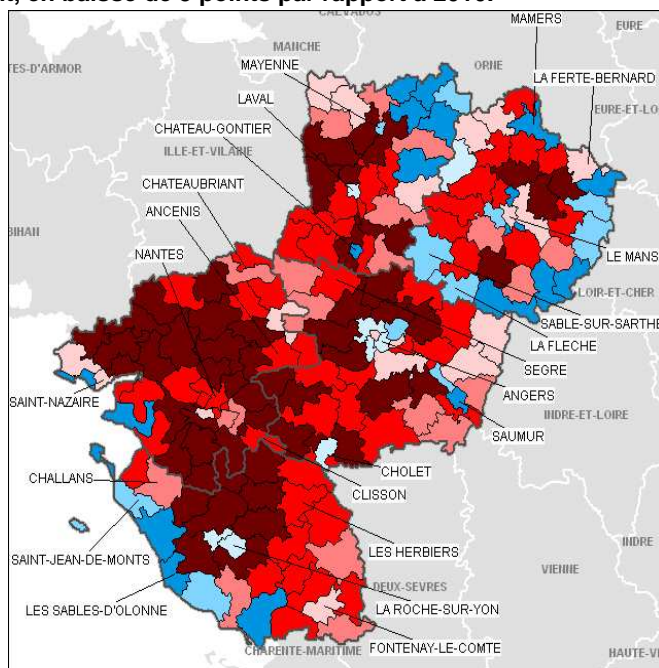 en baisse de 3 points par rapport à 2010.
CALVADOS
MAMERS
EURE
MANCHE
ORNE
MAYENNE
TES-D'ARMOR
LA FERTE-BERNARD
LAVAL
EURE-ET-LO
CHATEAU-GONTIER
ILLE-ET-VILAINE
CHATEAUBRIANT
ANCENIS
BIHAN
NANTES
LE MANS
LOIR-ET-CHER
SABLE-SUR-SARTHE
LA FLECHE
SEGRE
ANGERS
SAINT-NAZAIRE
INDRE-ET-LOIRE
SAUMUR
CHOLET
CHALLANS
CLISSON
INDRE
SAINT-JEAN-DE-MONTS
LES HERBIERS
VIENNE
DEUX-SEVRES
LES SABLES-D'OLONNE
LA ROCHE-SUR-YON
FONTENAY-LE-COMTE
CHARENTE-MARITIME
HAUTE-VI